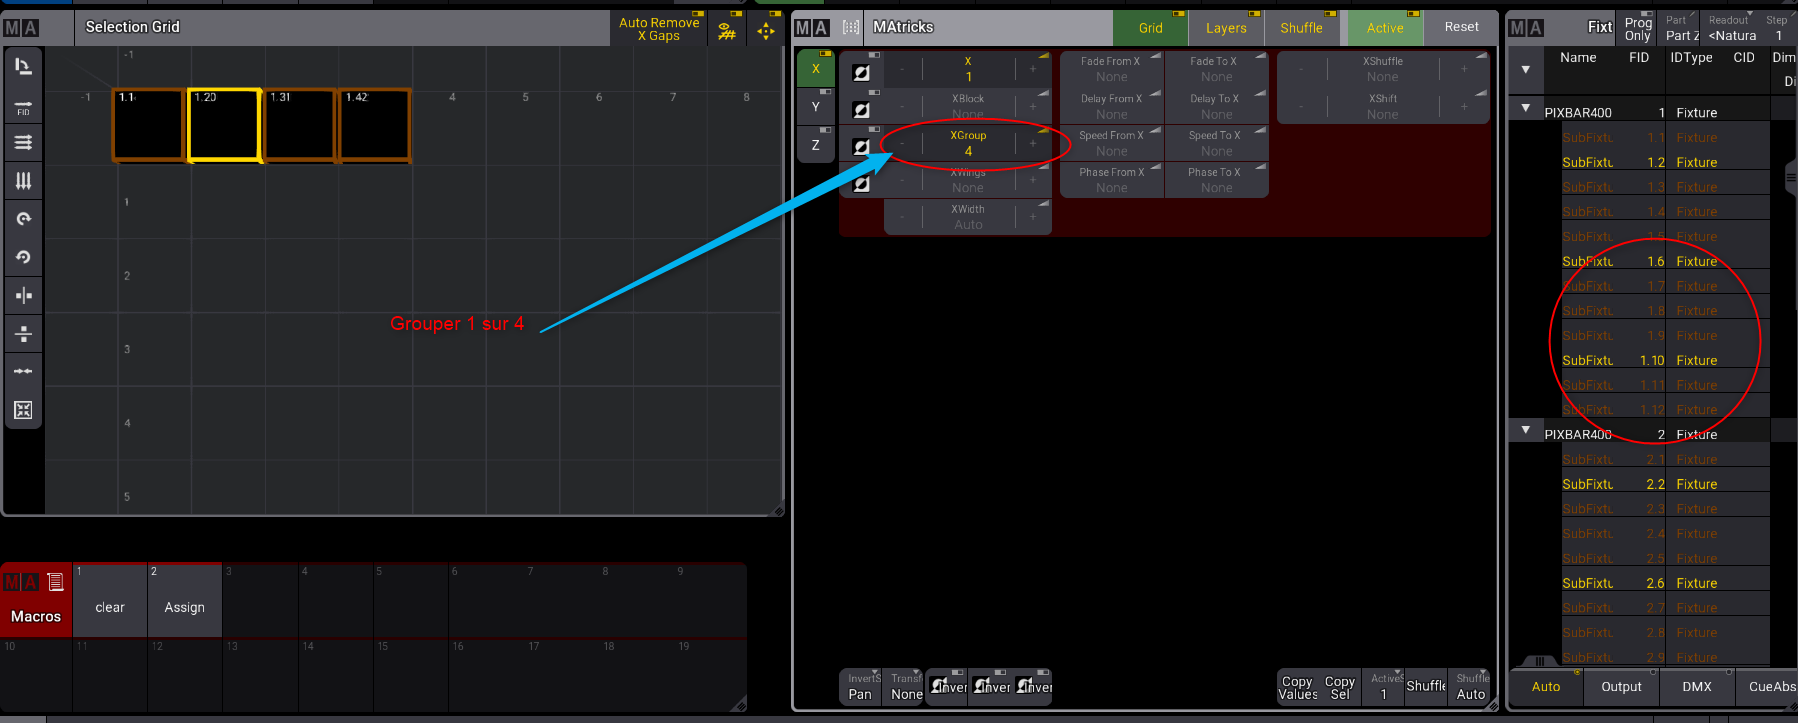 MA Selection Grid
Auto Remove
X Gaps
FID
-1
-1 1.1 1.20 1.31 1.42 4 5 6 7 8
1
2
3
4
5
Grouper 1 sur 4
MA Macros
1 clear
2 Assign
3 4 5 6 7 8 9
10 11 12 13 14 15 16 17 18 19
MA MAtricks
Grid Layers Shuffle Active Reset
X
Y
Z
- X 1 +
- XBlock None +
- XGroup 4 +
- XWings None +
- XWidth Auto +
Fade From X None
Fade To X None
Delay From X None
Delay To X None
Speed From X None
Speed To X None
Phase From X None
Phase To X None
- XShuffle None +
- XShift None +
InvertS Pan
Transf None
Inver Inver Inver
Copy Values
Copy Sel
ActiveS 1
Shuffle
Shuffle Auto
MA Fixt
Prog Only
Part Part Z
Readout <Natura
Step 1
Name FID IDType CID Dim
Di
PIXBAR400 1 Fixture
SubFixtu 1.1 Fixture
SubFixtu 1.2 Fixture
SubFixtu 1.3 Fixture
SubFixtu 1.4 Fixture
SubFixtu 1.5 Fixture
SubFixtu 1.6 Fixture
SubFixtu 1.7 Fixture
SubFixtu 1.8 Fixture
SubFixtu 1.9 Fixture
SubFixtu 1.10 Fixture
SubFixtu 1.11 Fixture
SubFixtu 1.12 Fixture
PIXBAR400 2 Fixture
SubFixtu 2.1 Fixture
SubFixtu 2.2 Fixture
SubFixtu 2.3 Fixture
SubFixtu 2.4 Fixture
SubFixtu 2.5 Fixture
SubFixtu 2.6 Fixture
SubFixtu 2.7 Fixture
SubFixtu 2.8 Fixture
SubFixtu 2.9 Fixture
Auto Output DMX CueAbs